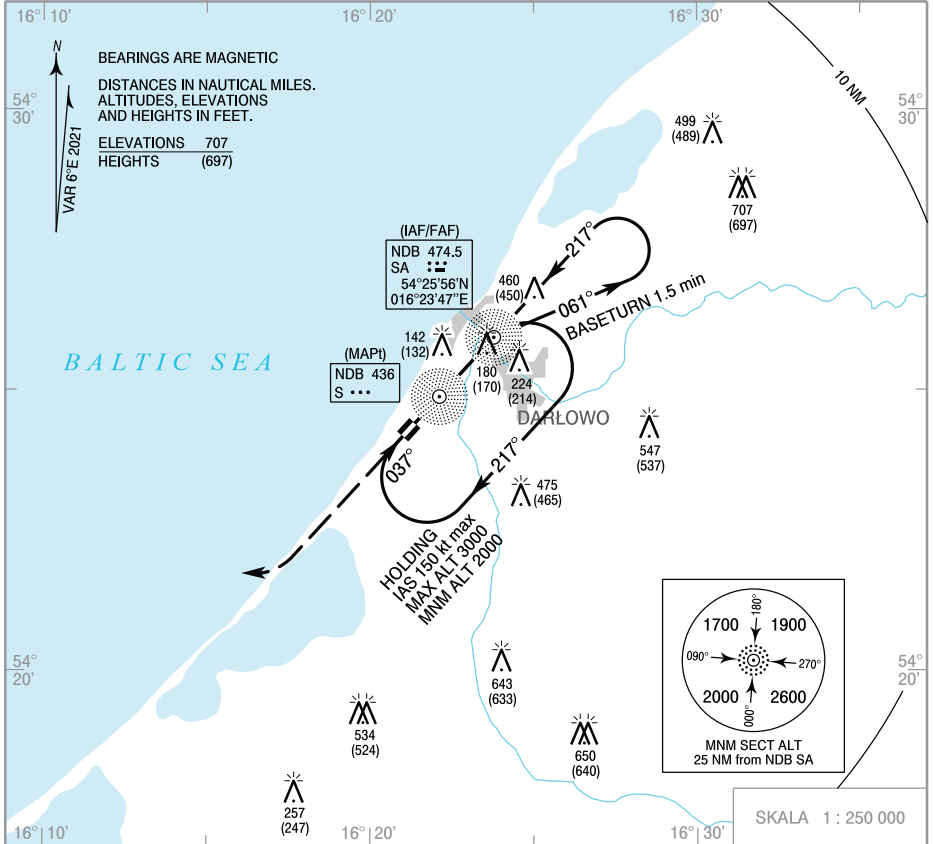 16°10' 16°20' 16°30'
N
VAR 6°E 2021
BEARINGS ARE MAGNETIC
DISTANCES IN NAUTICAL MILES.
ALTITUDES, ELEVATIONS
AND HEIGHTS IN FEET.
ELEVATIONS 707
HEIGHTS (697)
54°
30'
54°
30'
10 NM
499
(489)
707
(697)
(IAF/FAF)
NDB 474.5
SA
54°25'56"N
016°23'47"E
217°
061°
BASETURN 1.5 min
460
(450)
142
(132)
BALTIC SEA
(MAPt)
NDB 436
S
180
(170)
224
(214)
DARŁOWO
547
(537)
037°
217°
475
(465)
HOLDING
IAS 150 kt max
MAX ALT 3000
MNM ALT 2000
180°
1700 1900
090° 270°
2000 2600
000°
MNM SECT ALT
25 NM from NDB SA
54°
20'
54°
20'
643
(633)
534
(524)
650
(640)
257
(247)
SKALA 1 : 250 000
16°10' 16°20' 16°30'